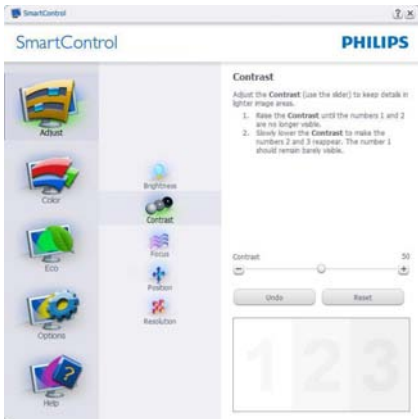 SmartControl
SmartControl
PHILIPS
Adjust
Color
Eco
Options
Help
Brightness
Contrast
Focus
Position
Resolution
Contrast
Adjust the Contrast (use the slider) to keep details in
lighter image areas.
1. Raise the Contrast until the numbers 1 and 2
are no longer visible.
2. Slowly lower the Contrast to make the
numbers 2 and 3 reappear. The number 1
should remain barely visible.
Contrast
50
Undo
Reset
1 2 3